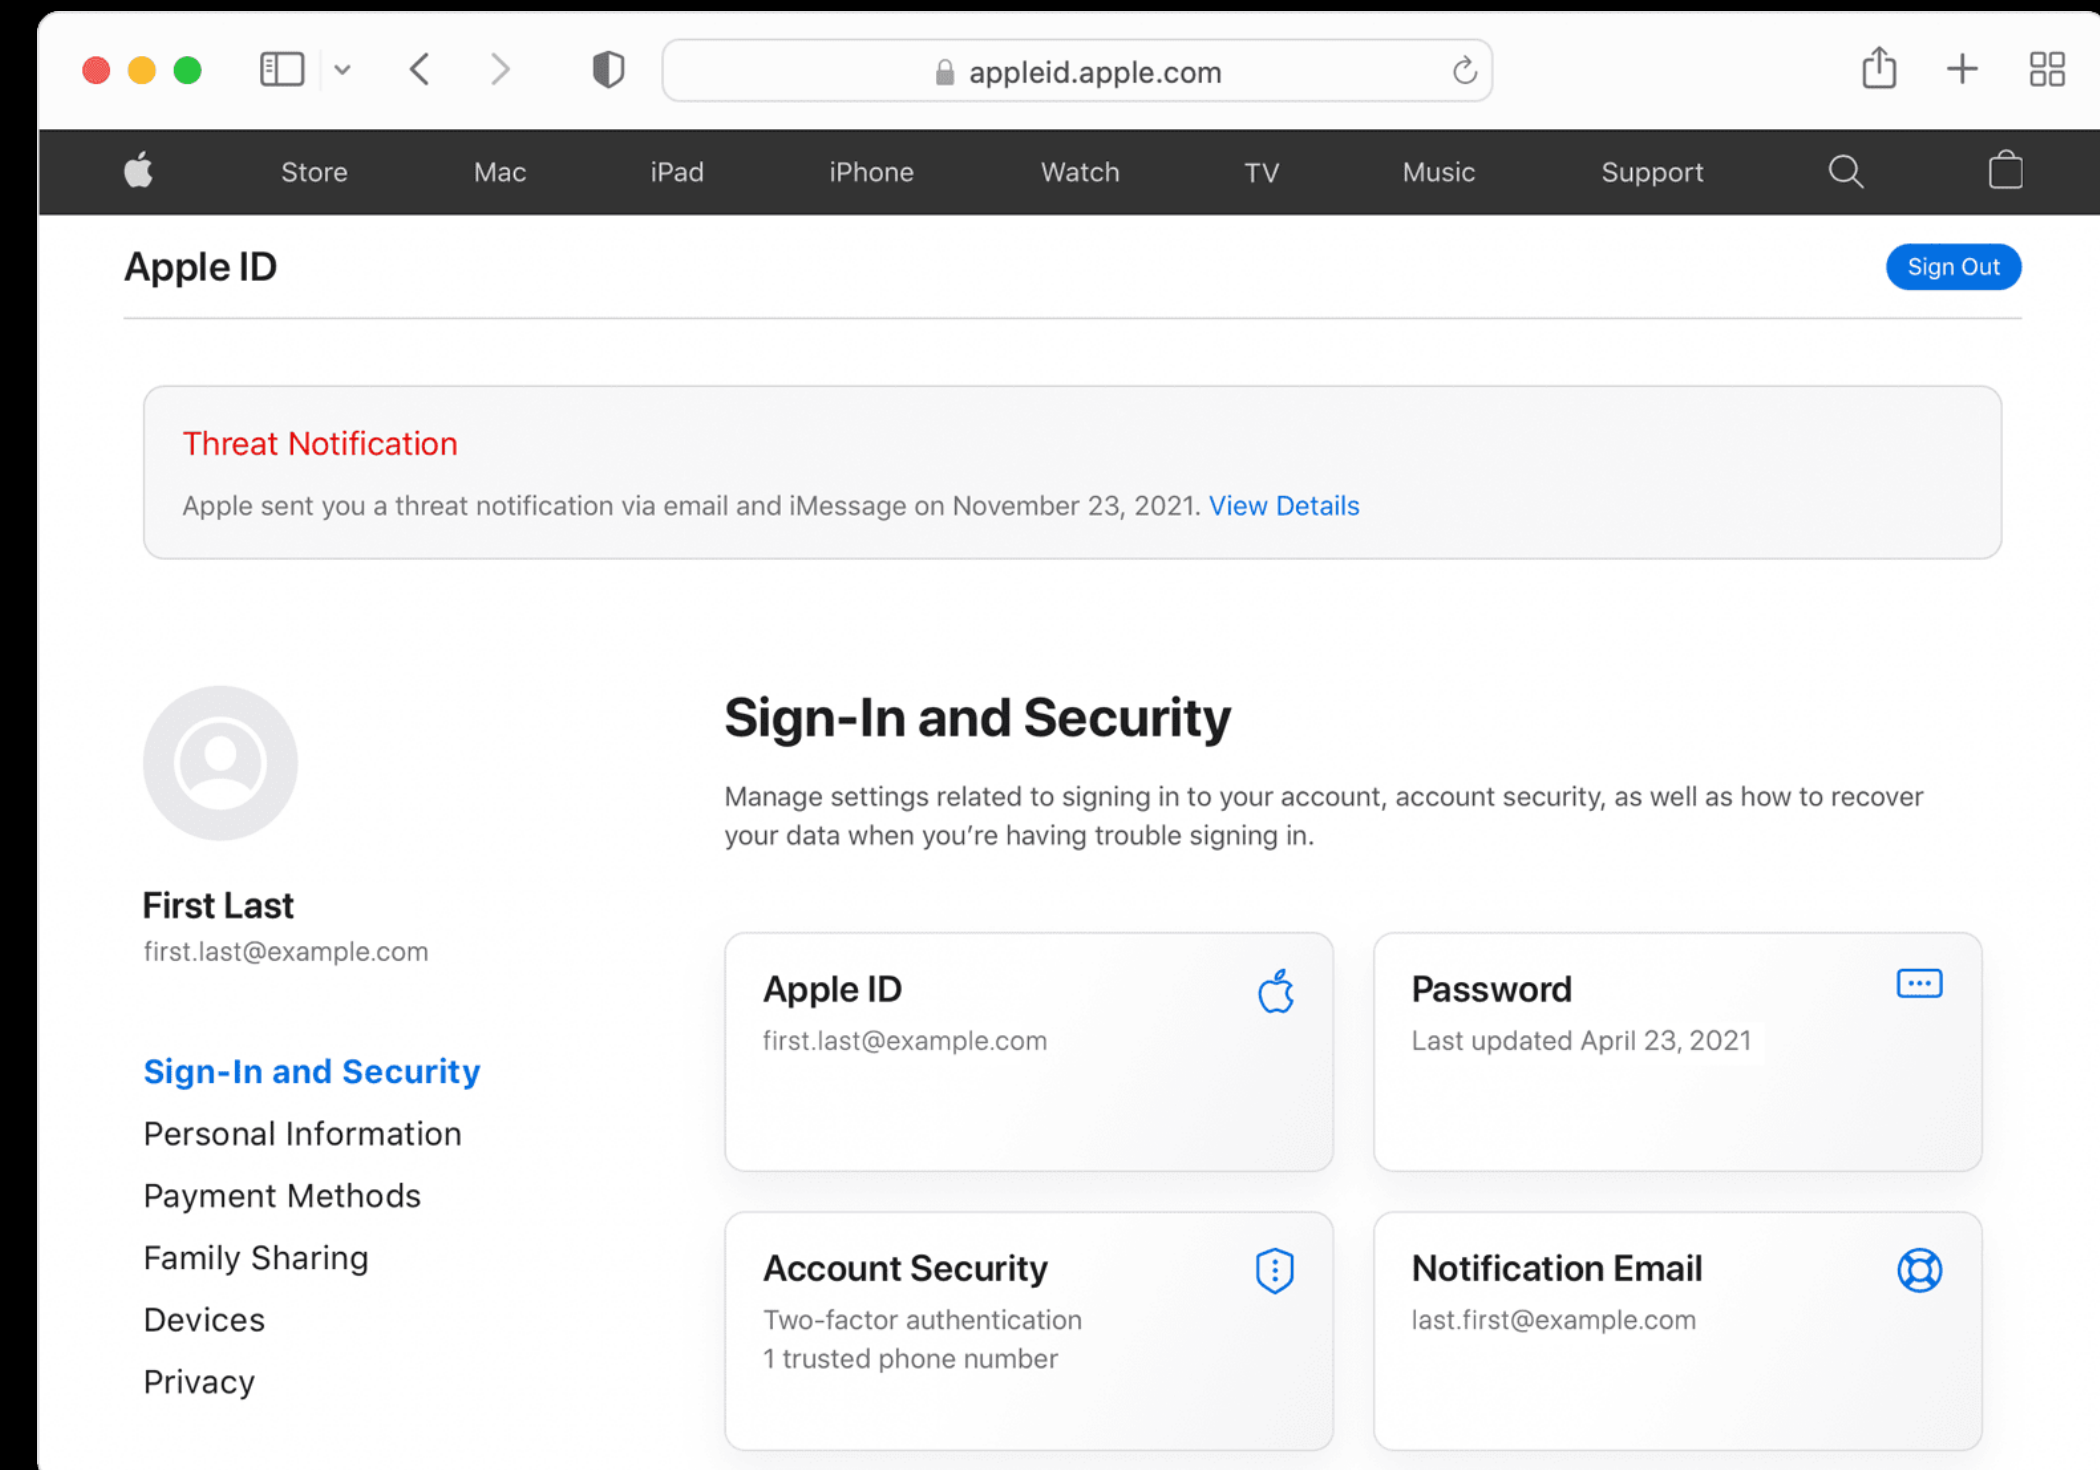 appleid.apple.com
Store Mac iPad iPhone Watch TV Music Support
Apple ID
Sign Out
Threat Notification
Apple sent you a threat notification via email and iMessage on November 23, 2021. View Details
First Last
first.last@example.com
Sign-In and Security
Personal Information
Payment Methods
Family Sharing
Devices
Privacy
Sign-In and Security
Manage settings related to signing in to your account, account security, as well as how to recover
your data when you’re having trouble signing in.
Apple ID
first.last@example.com
Password
Last updated April 23, 2021
Account Security
Two-factor authentication
1 trusted phone number
Notification Email
last.first@example.com